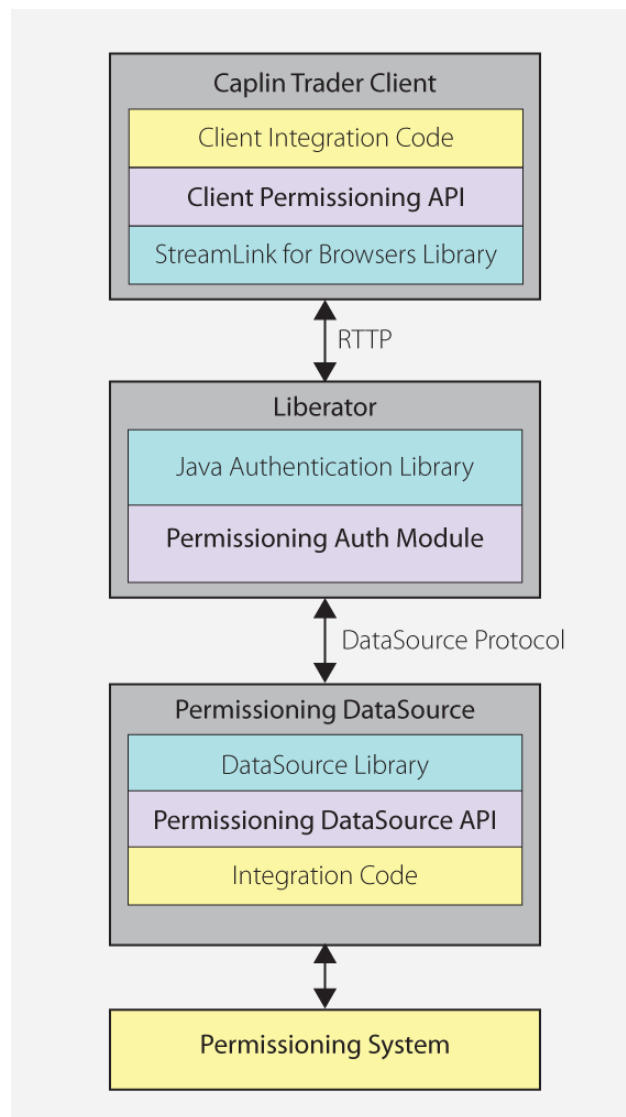 Caplin Trader Client
Client Integration Code
Client Permissioning API
StreamLink for Browsers Library
RTTP
Liberator
Java Authentication Library
Permissioning Auth Module
DataSource Protocol
Permissioning DataSource
DataSource Library
Permissioning DataSource API
Integration Code
Permissioning System